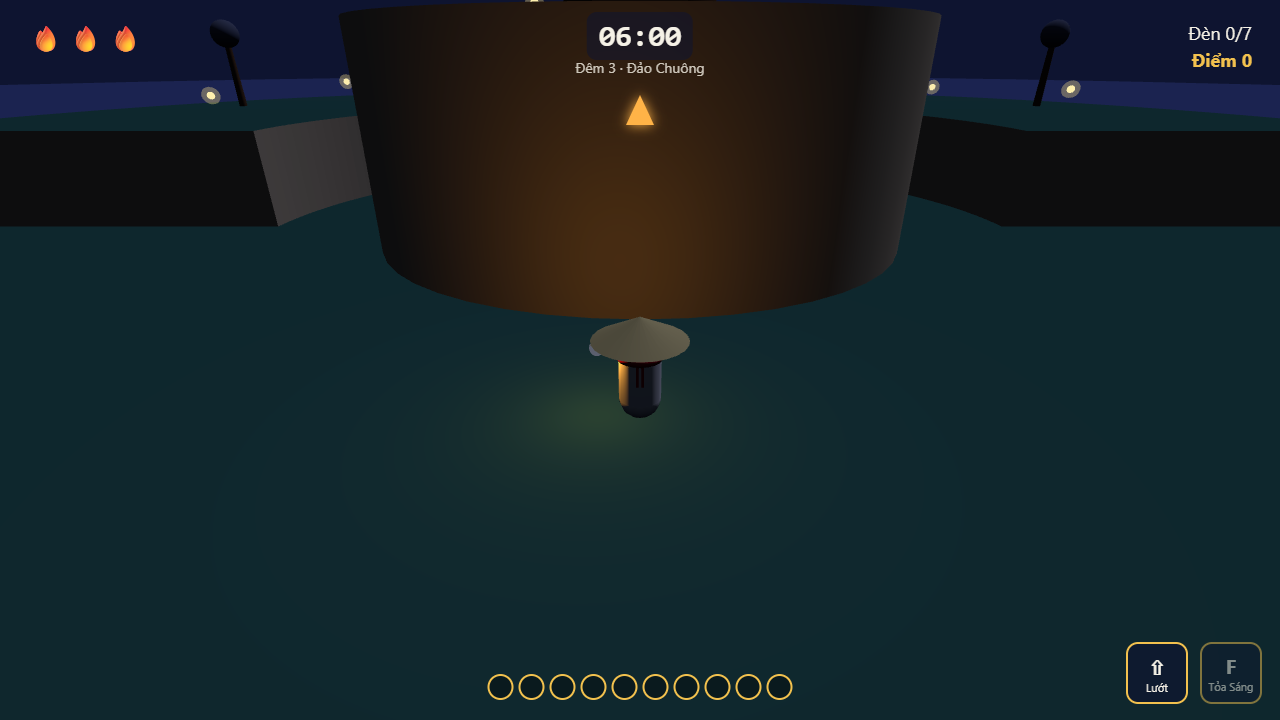 06:00
Đêm 3 · Đảo Chuông
Đèn 0/7
Điểm 0
⇧
Lướt
F
Tỏa Sáng